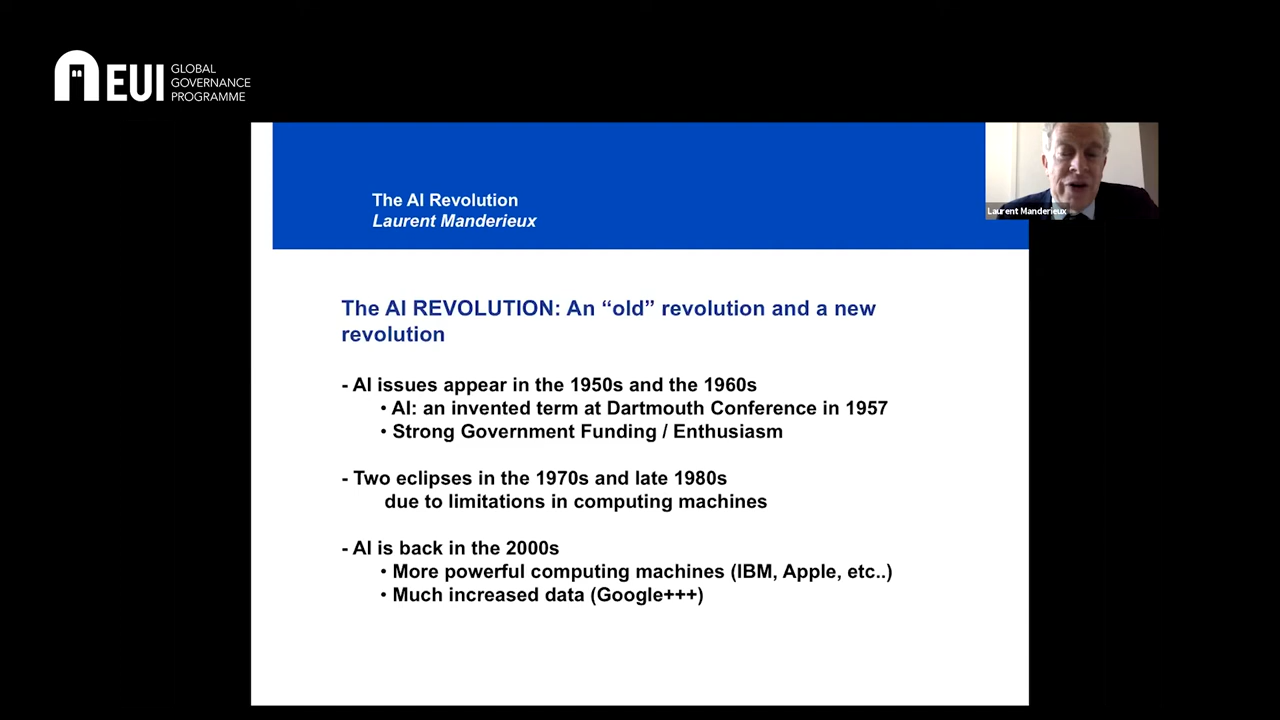 EUI
GLOBAL
GOVERNANCE
PROGRAMME
The AI Revolution
Laurent Manderieux
Laurent Manderieux
The AI REVOLUTION: An “old” revolution and a new
revolution
- AI issues appear in the 1950s and the 1960s
• AI: an invented term at Dartmouth Conference in 1957
• Strong Government Funding / Enthusiasm
- Two eclipses in the 1970s and late 1980s
due to limitations in computing machines
- AI is back in the 2000s
• More powerful computing machines (IBM, Apple, etc..)
• Much increased data (Google+++)